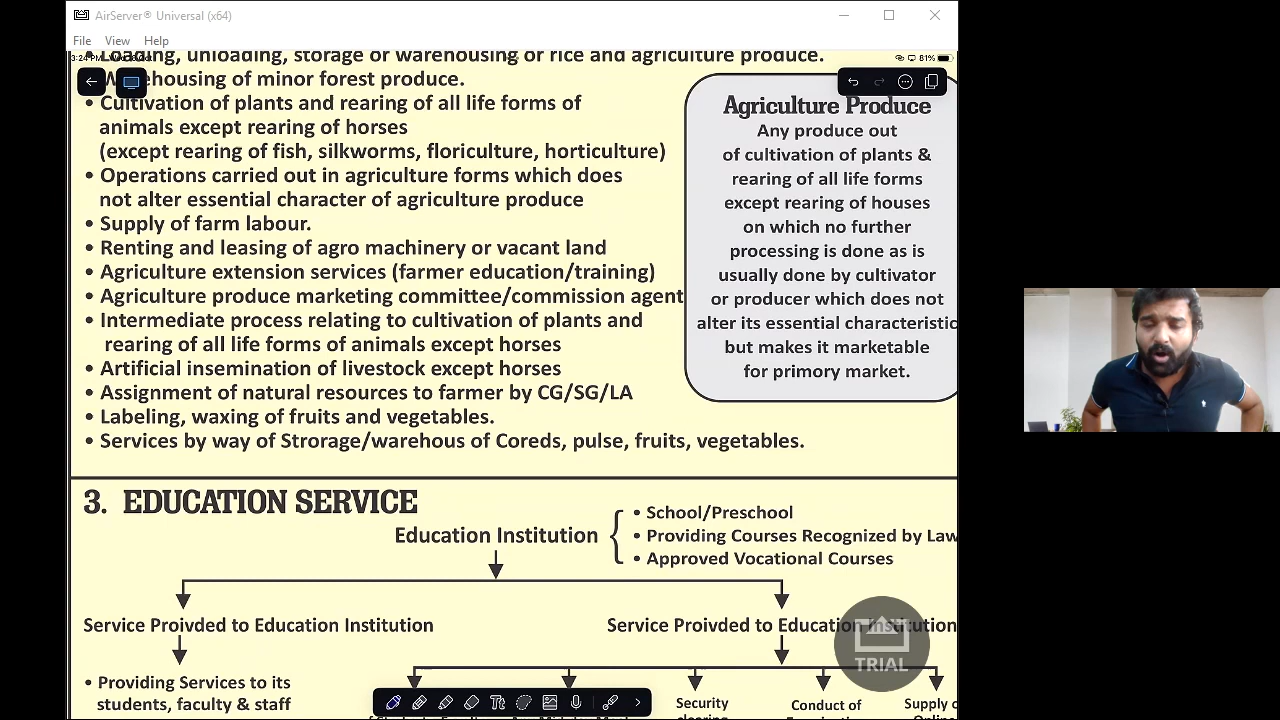 AirServer® Universal (x64)
File View Help
Loading, unloading, storage or warehousing or rice and agriculture produce.
3:24 PM
81%
housing of minor forest produce.
• Cultivation of plants and rearing of all life forms of
animals except rearing of horses
(except rearing of fish, silkworms, floriculture, horticulture)
• Operations carried out in agriculture forms which does
not alter essential character of agriculture produce
• Supply of farm labour.
• Renting and leasing of agro machinery or vacant land
• Agriculture extension services (farmer education/training)
• Agriculture produce marketing committee/commission agent
• Intermediate process relating to cultivation of plants and
rearing of all life forms of animals except horses
• Artificial insemination of livestock except horses
• Assignment of natural resources to farmer by CG/SG/LA
• Labeling, waxing of fruits and vegetables.
• Services by way of Strorage/warehous of Coreds, pulse, fruits, vegetables.
Agriculture Produce
Any produce out
of cultivation of plants &
rearing of all life forms
except rearing of houses
on which no further
processing is done as is
usually done by cultivator
or producer which does not
alter its essential characteristic
but makes it marketable
for primory market.
3. EDUCATION SERVICE
Education Institution
• School/Preschool
• Providing Courses Recognized by Law
• Approved Vocational Courses
Service Proivded to Education Institution
Service Proivded to Education Institution
TRIAL
• Providing Services to its
students, faculty & staff
Security
clearing
Conduct of
Supply